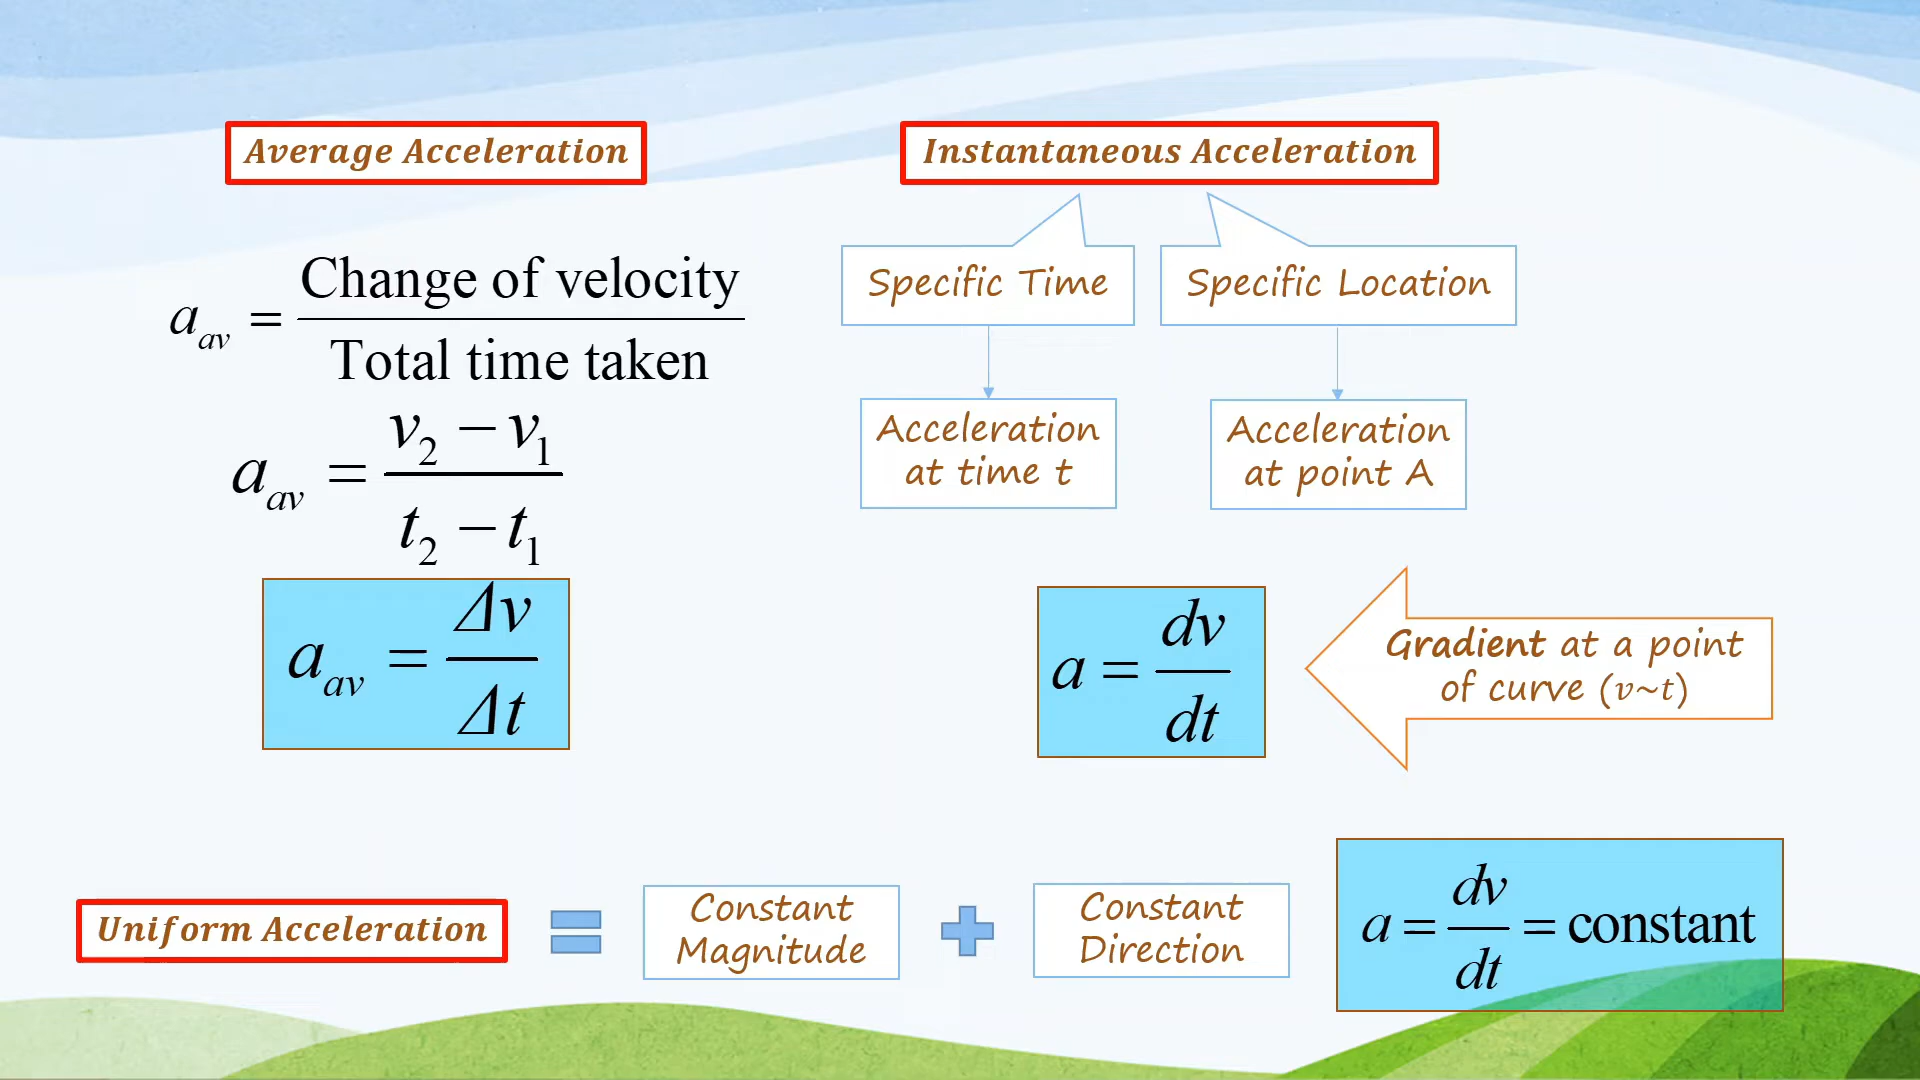 Average Acceleration
a_av = Change of velocity / Total time taken
a_av = v₂ − v₁ / t₂ − t₁
a_av = Δv / Δt
Instantaneous Acceleration
Specific Time
Specific Location
Acceleration
at time t
Acceleration
at point A
a = dv / dt
Gradient at a point
of curve (v~t)
Uniform Acceleration
=
Constant
Magnitude
+
Constant
Direction
a = dv / dt = constant